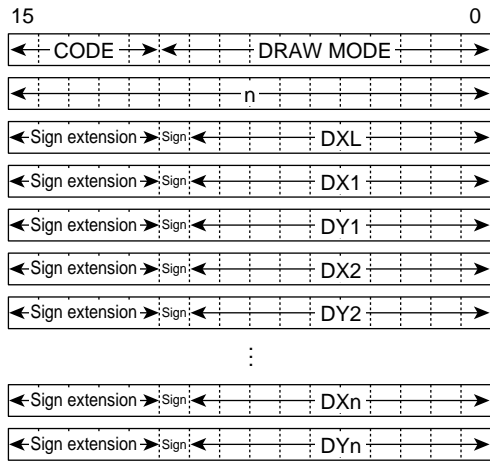 15 0
CODE DRAW MODE
n
Sign extension Sign DXL
Sign extension Sign DX1
Sign extension Sign DY1
Sign extension Sign DX2
Sign extension Sign DY2
⋮
Sign extension Sign DXn
Sign extension Sign DYn